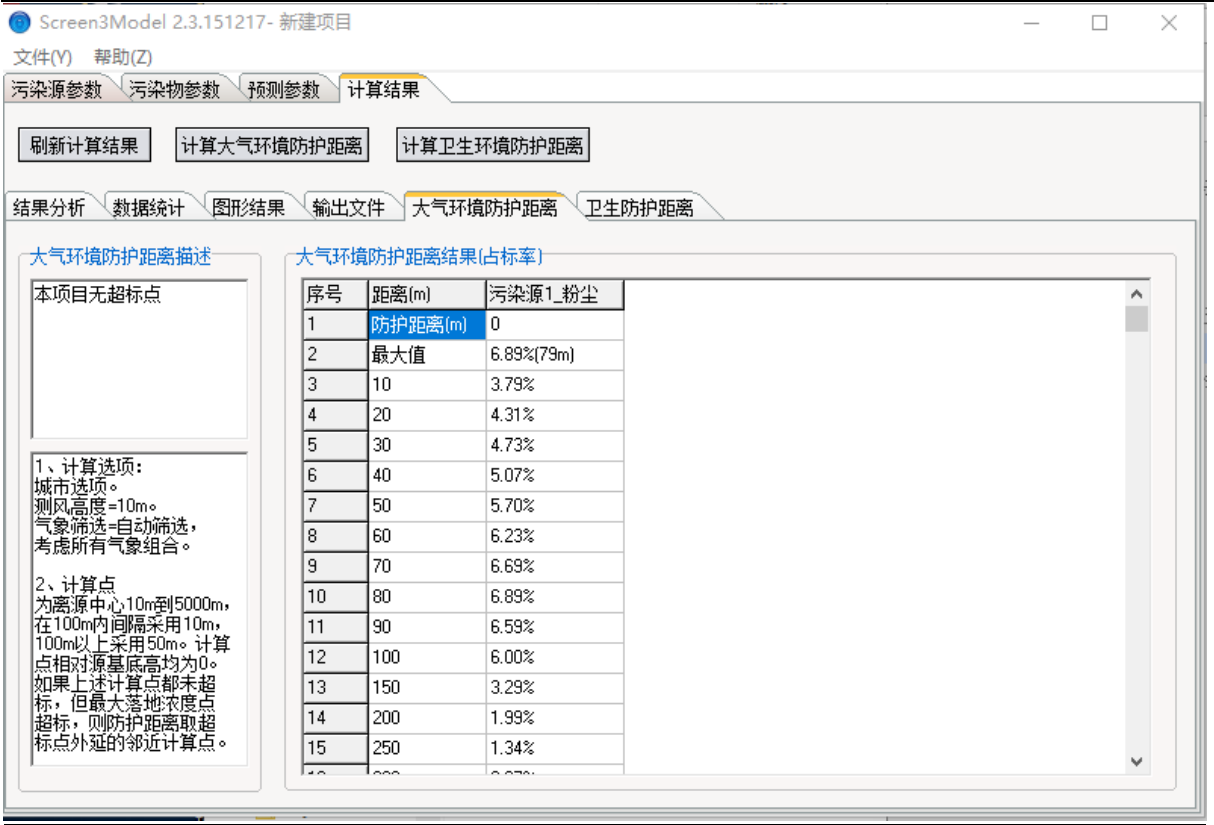 Screen3Model 2.3.151217- 新建项目
文件(Y) 帮助(Z)
污染源参数 污染物参数 预测参数 计算结果
刷新计算结果 计算大气环境防护距离 计算卫生环境防护距离
结果分析 数据统计 图形结果 输出文件 大气环境防护距离 卫生防护距离
大气环境防护距离描述
本项目无超标点
1、计算选项:
城市选项。
测风高度=10m。
气象筛选=自动筛选,
考虑所有气象组合。
2、计算点
为离源中心10m到5000m,
在100m内间隔采用10m,
100m以上采用50m。计算
点相对源基底高均为0。
如果上述计算点都未超
标,但最大落地浓度点
超标,则防护距离取超
标点外延的邻近计算点。
大气环境防护距离结果(占标率)
序号 距离(m) 污染源1_粉尘
1 防护距离(m) 0
2 最大值 6.89%(79m)
3 10 3.79%
4 20 4.31%
5 30 4.73%
6 40 5.07%
7 50 5.70%
8 60 6.23%
9 70 6.69%
10 80 6.89%
11 90 6.59%
12 100 6.00%
13 150 3.29%
14 200 1.99%
15 250 1.34%